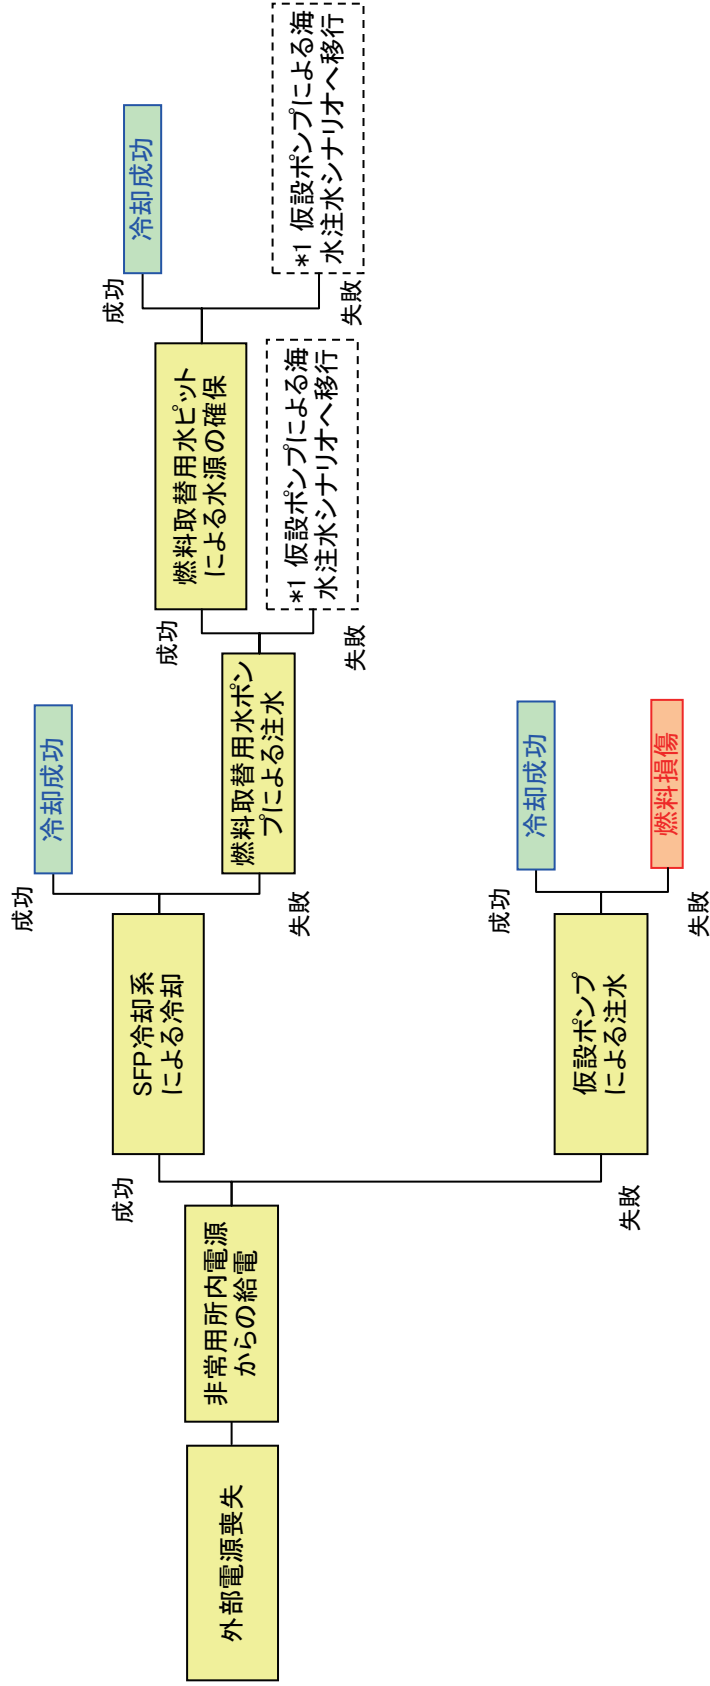 外部電源喪失
非常用所内電源
からの給電
成功
失敗
SFP冷却系
による冷却
成功
冷却成功
失敗
燃料取替用水ポン
プによる注水
成功
失敗
燃料取替用水ピット
による水源の確保
*1 仮設ポンプによる海
水注水シナリオへ移行
成功
冷却成功
失敗
*1 仮設ポンプによる海
水注水シナリオへ移行
仮設ポンプ
による注水
成功
冷却成功
失敗
燃料損傷